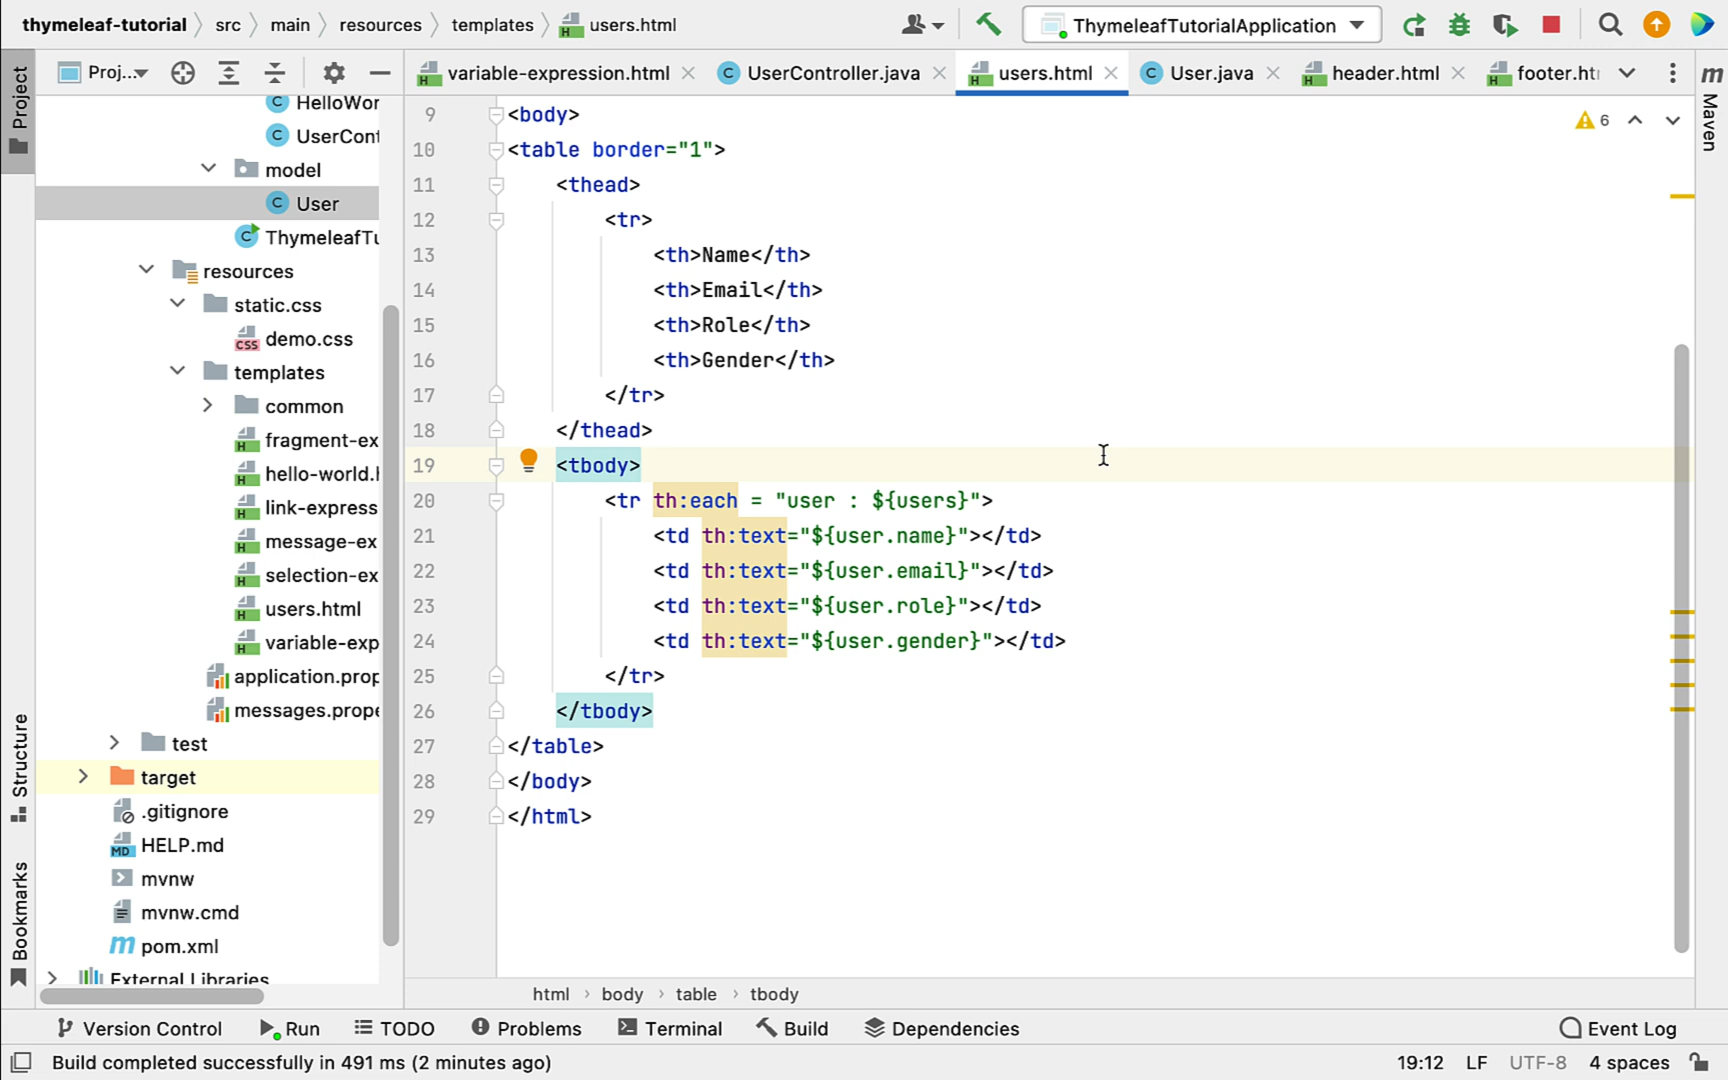 thymeleaf-tutorial src main resources templates users.html ThymeleafTutorialApplication
Project Proj... variable-expression.html UserController.java users.html User.java header.html footer.ht
Maven
HelloWor
UserCont
model
User
ThymeleafTu
resources
static.css
demo.css
templates
common
fragment-ex
hello-world.h
link-express
message-ex
selection-ex
users.html
variable-exp
application.prop
messages.prope
test
target
.gitignore
HELP.md
mvnw
mvnw.cmd
pom.xml
External Libraries
Structure
Bookmarks
6
9 <body>
10 <table border="1">
11 <thead>
12 <tr>
13 <th>Name</th>
14 <th>Email</th>
15 <th>Role</th>
16 <th>Gender</th>
17 </tr>
18 </thead>
19 <tbody>
20 <tr th:each = "user : ${users}">
21 <td th:text="${user.name}"></td>
22 <td th:text="${user.email}"></td>
23 <td th:text="${user.role}"></td>
24 <td th:text="${user.gender}"></td>
25 </tr>
26 </tbody>
27 </table>
28 </body>
29 </html>
html body table tbody
Version Control Run TODO Problems Terminal Build Dependencies Event Log
Build completed successfully in 491 ms (2 minutes ago) 19:12 LF UTF-8 4 spaces